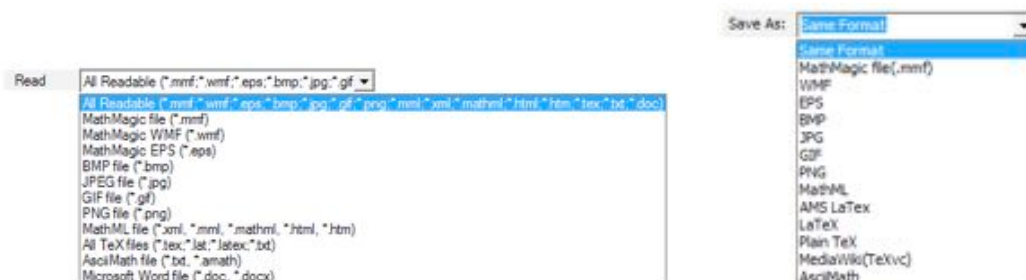 Save As: Same Format
Same Format
MathMagic file(.mmf)
WMF
EPS
BMP
JPG
GIF
PNG
MathML
AMS LaTex
LaTeX
Plain TeX
MediaWiki(TeXvc)
AsciiMath
Read All Readable (*.mmf;*.wmf;*.eps;*.bmp;*.jpg;*.gif
All Readable (*.mmf;*.wmf;*.eps;*.bmp;*.jpg;*.gif;*.png;*.mml;*.xml;*.mathml;*.html;*.htm;*.tex;*.txt;*.doc)
MathMagic file (*.mmf)
MathMagic WMF (*.wmf)
MathMagic EPS (*.eps)
BMP file (*.bmp)
JPEG file (*.jpg)
GIF file (*.gif)
PNG file (*.png)
MathML file (*.xml, *.mml, *.mathml, *.html, *.htm)
All TeX files (*.tex;*.lat;*.latex;*.txt)
AsciiMath file (*.txt, *.amath)
Microsoft Word file (*.doc, *.docx)